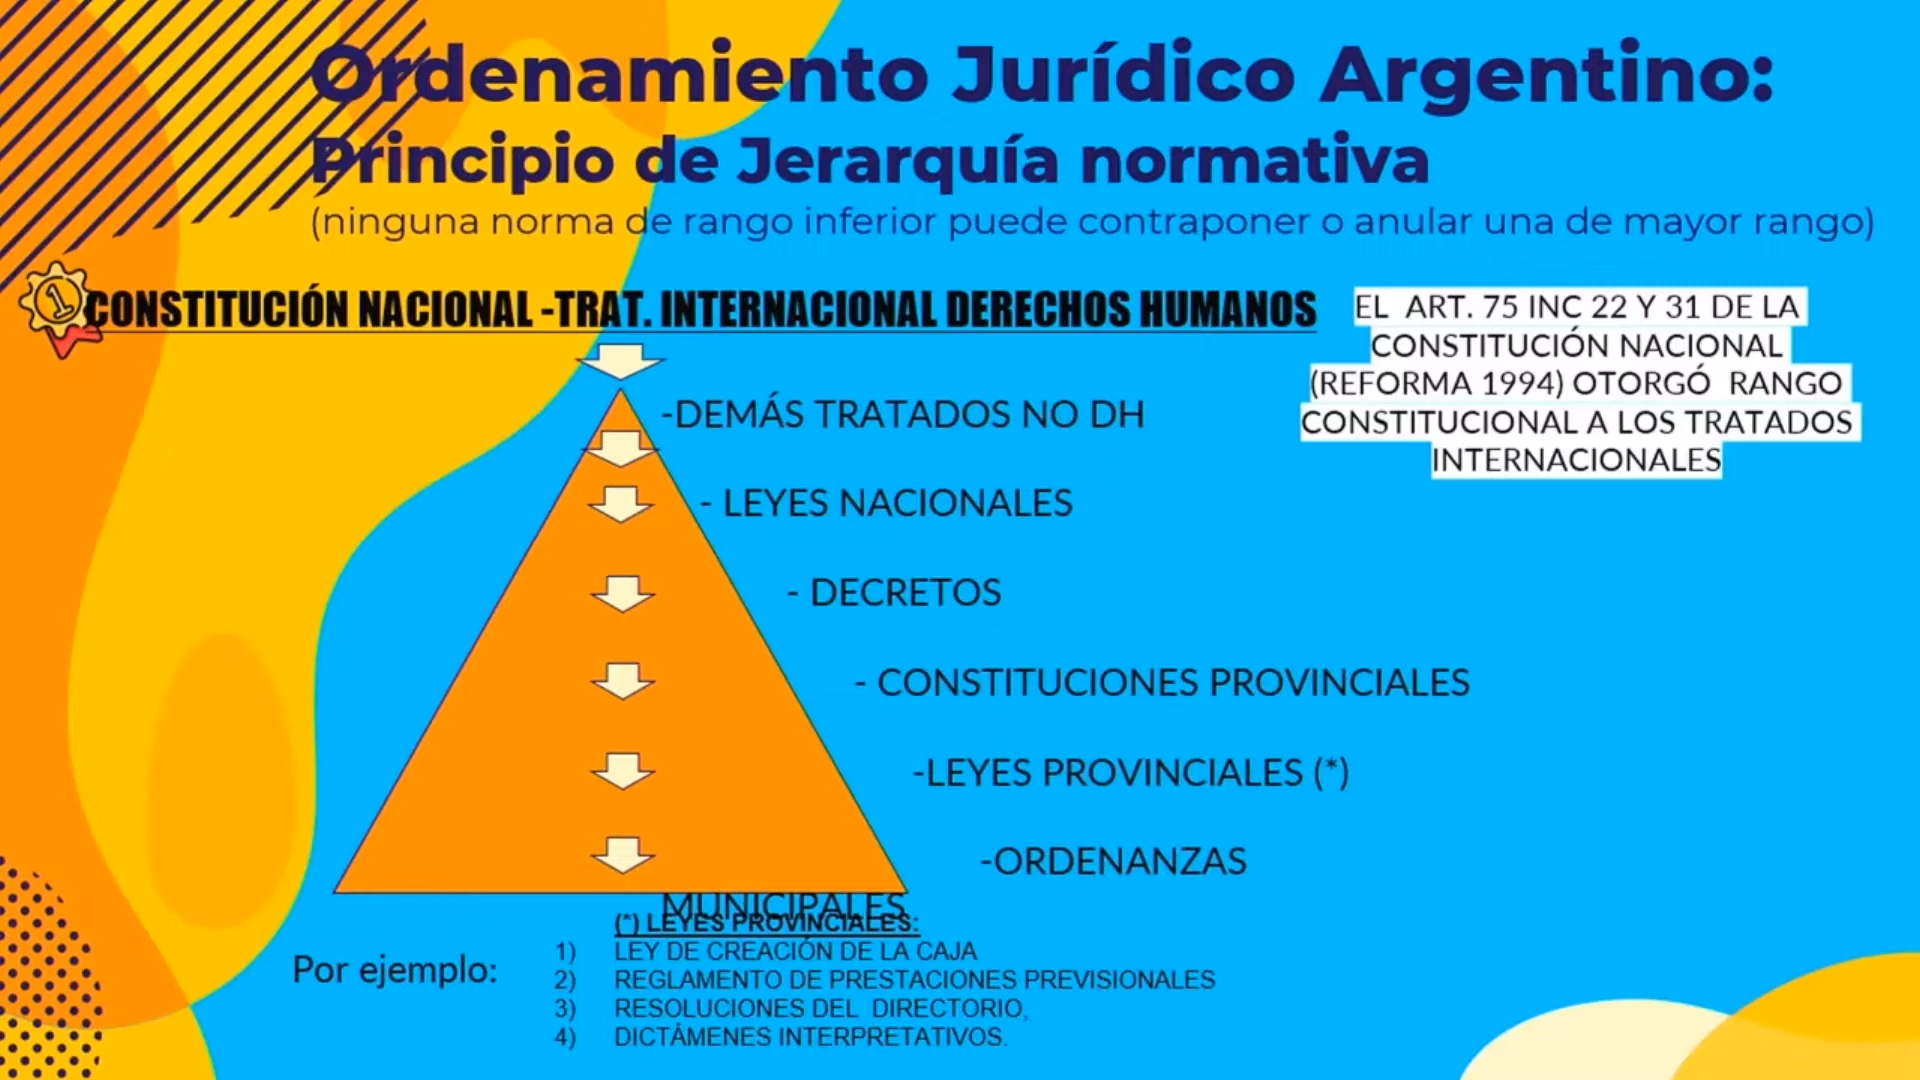 Ordenamiento Jurídico Argentino:
Principio de Jerarquía normativa
(ninguna norma de rango inferior puede contraponer o anular una de mayor rango)
1
CONSTITUCIÓN NACIONAL -TRAT. INTERNACIONAL DERECHOS HUMANOS
EL ART. 75 INC 22 Y 31 DE LA
CONSTITUCIÓN NACIONAL
(REFORMA 1994) OTORGÓ RANGO
CONSTITUCIONAL A LOS TRATADOS
INTERNACIONALES
-DEMÁS TRATADOS NO DH
- LEYES NACIONALES
- DECRETOS
- CONSTITUCIONES PROVINCIALES
-LEYES PROVINCIALES (*)
-ORDENANZAS
MUNICIPALES
Por ejemplo:
(*) LEYES PROVINCIALES:
1) LEY DE CREACIÓN DE LA CAJA
2) REGLAMENTO DE PRESTACIONES PREVISIONALES
3) RESOLUCIONES DEL DIRECTORIO,
4) DICTÁMENES INTERPRETATIVOS.